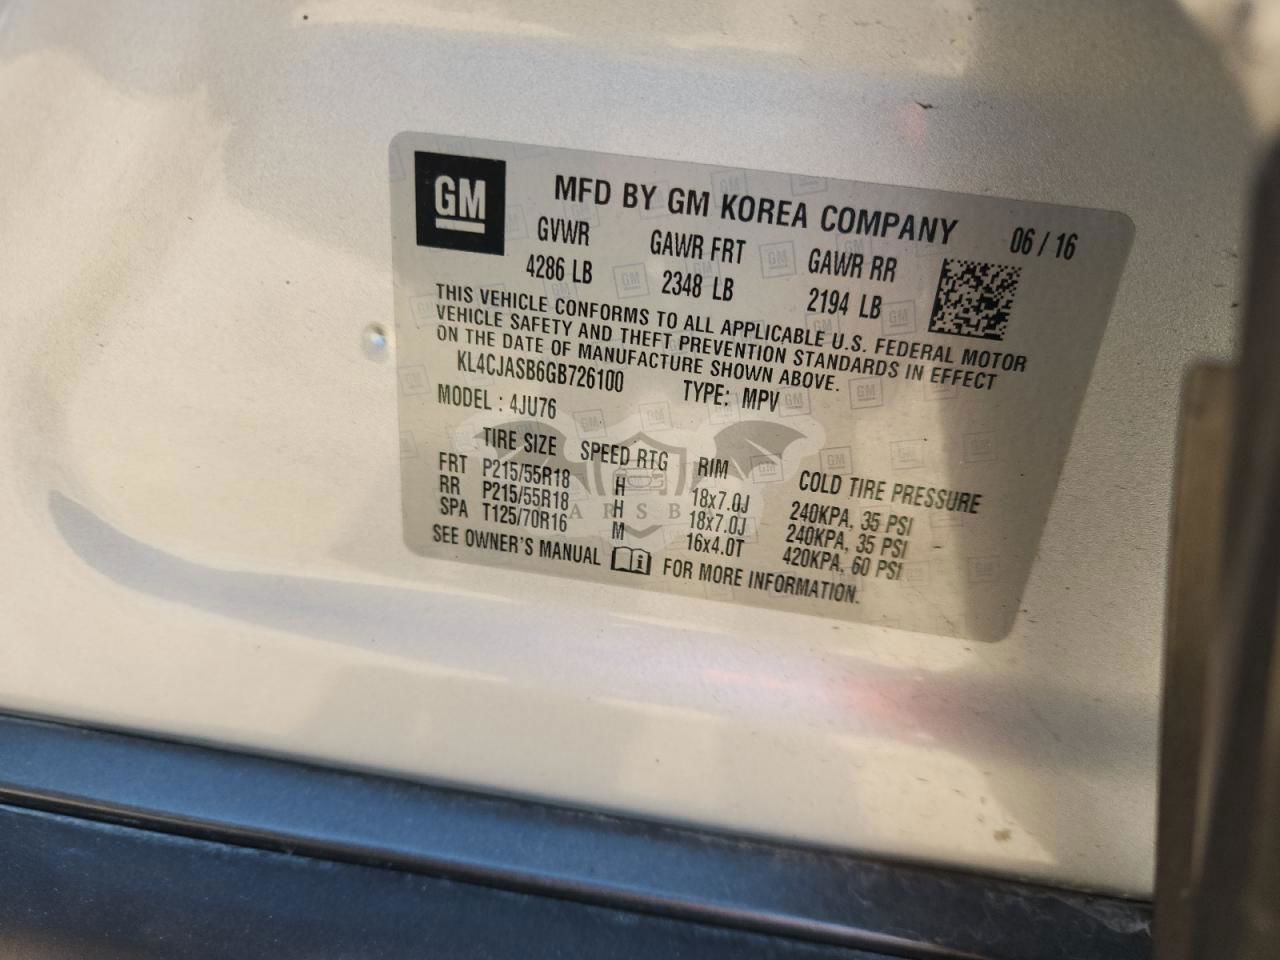 GM
MFD BY GM KOREA COMPANY 06 / 16
GVWR GAWR FRT GAWR RR
4286 LB 2348 LB 2194 LB
THIS VEHICLE CONFORMS TO ALL APPLICABLE U.S. FEDERAL MOTOR
VEHICLE SAFETY AND THEFT PREVENTION STANDARDS IN EFFECT
ON THE DATE OF MANUFACTURE SHOWN ABOVE.
KL4CJASB6GB726100 TYPE: MPV
MODEL : 4JU76
TIRE SIZE SPEED RTG RIM COLD TIRE PRESSURE
FRT P215/55R18 H 18x7.0J 240KPA, 35 PSI
RR P215/55R18 H 18x7.0J 240KPA, 35 PSI
SPA T125/70R16 M 16x4.0T 420KPA, 60 PSI
SEE OWNER'S MANUAL FOR MORE INFORMATION.